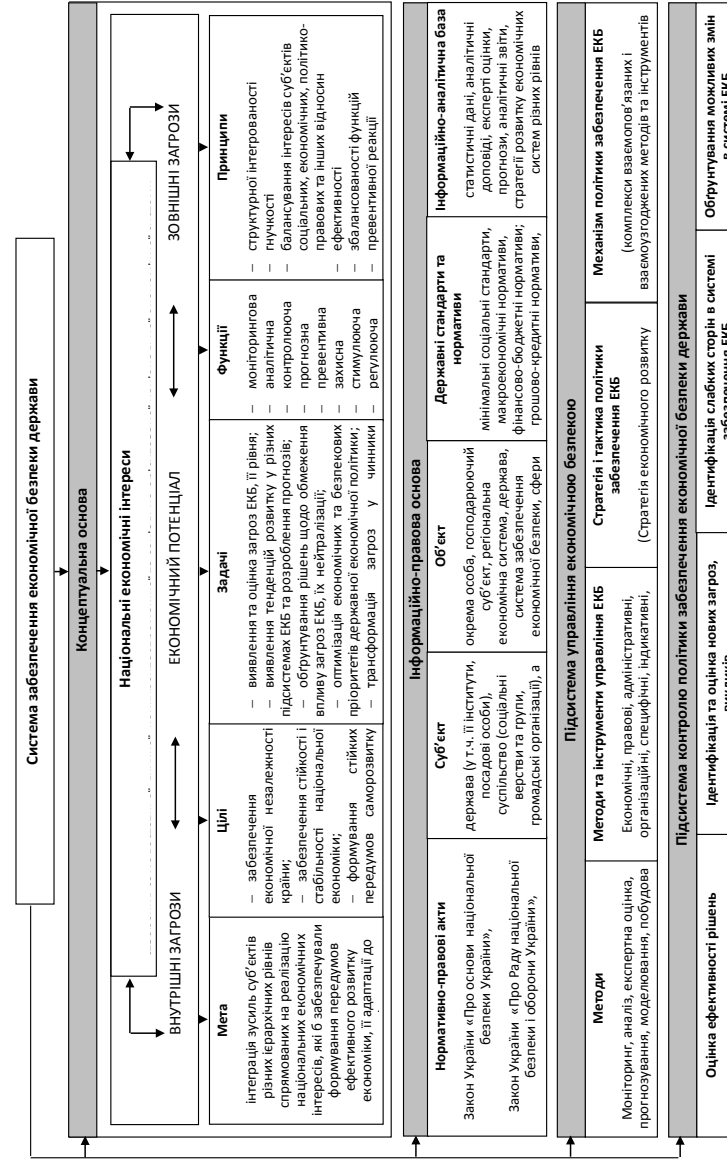 Система забезпечення економічної безпеки держави
Концептуальна основа
Національні економічні інтереси
ВНУТРІШНІ ЗАГРОЗИ
ЕКОНОМІЧНИЙ ПОТЕНЦІАЛ
ЗОВНІШНІ ЗАГРОЗИ
Мета
інтеграція зусиль суб’єктів
різних ієрархічних рівнів
спрямованих на реалізацію
національних економічних
інтересів, які б забезпечували
формування передумов
ефективного розвитку
економіки, її адаптації до
Цілі
– забезпечення
економічної незалежності
країни;
– забезпечення стійкості і
стабільності національної
економіки;
– формування стійких
передумов саморозвитку
Задачі
– виявлення та оцінка загроз ЕКБ, її рівня;
– виявлення тенденцій розвитку у різних
підсистемах ЕКБ та розроблення прогнозів;
– обґрунтування рішень щодо обмеження
впливу загроз ЕКБ, їх нейтралізації;
– оптимізація економічних та безпекових
пріоритетів державної економічної політики;
– трансформація загроз у чинники
Функції
– моніторингова
– аналітична
– контролююча
– прогнозна
– превентивна
– захисна
– стимулююча
– регулююча
Принципи
– структурної інтегрованості
– гнучкості
– балансування інтересів суб’єктів
соціальних, економічних, політико-
правових та інших відносин
– ефективності
– збалансованості функцій
– превентивної реакції
Інформаційно-правова основа
Нормативно-правові акти
Закон України «Про основи національної
безпеки України»,
Закон України «Про Раду національної
безпеки і оборони України»,
Суб’єкт
держава (у т.ч. її інститути,
посадові особи),
суспільство (соціальні
верстви та групи,
громадські організації), а
Об’єкт
окрема особа, господарюючий
суб’єкт, регіональна
економічна система, держава,
система забезпечення
економічної безпеки, сфери
Державні стандарти та
нормативи
мінімальні соціальні стандарти,
макроекономічні нормативи,
фінансово-бюджетні нормативи;
грошово-кредитні нормативи,
Інформаційно-аналітична база
статистичні дані, аналітичні
доповіді, експерті оцінки,
прогнози, аналітичні звіти,
стратегії розвитку економічних
систем різних рівнів
Підсистема управління економічною безпекою
Методи
Моніторинг, аналіз, експертна оцінка,
прогнозування, моделювання, побудова
Методи та інструменти управління ЕКБ
Економічні, правові, адміністративні,
організаційні, специфічні, індикативні,
Стратегія і тактика політики
забезпечення ЕКБ
(Стратегія економічного розвитку
Механізм політики забезпечення ЕКБ
(комплекси взаємопов’язаних і
взаємоузгоджених методів та інструментів
Підсистема контролю політики забезпечення економічної безпеки держави
Оцінка ефективності рішень
Ідентифікація та оцінка нових загроз,
Ідентифікація слабких сторін в системі
забезпечення ЕКБ
Обґрунтування можливих змін
в системі ЕКБ